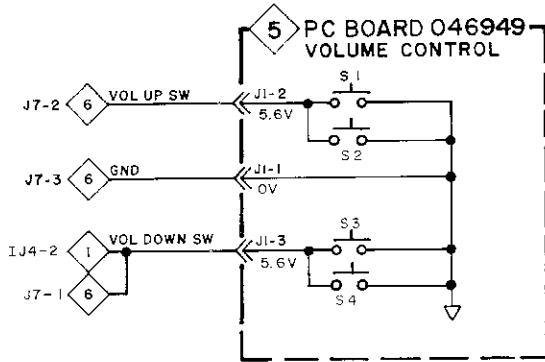 5 PC BOARD 046949
VOLUME CONTROL
S1
J7-2 6 VOL UP SW J1-2
5.6V
S2
J7-3 6 GND J1-1
0V
S3
IJ4-2 1 VOL DOWN SW J1-3
5.6V
J7-1 6
S4